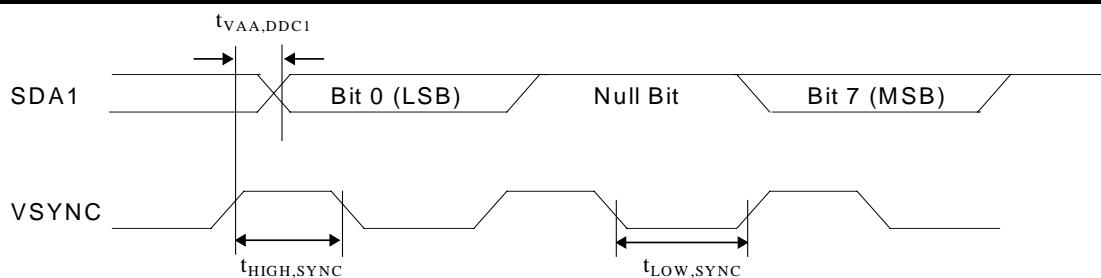 tVAA,DDC1
SDA1
Bit 0 (LSB)
Null Bit
Bit 7 (MSB)
VSYNC
tHIGH,SYNC
tLOW,SYNC